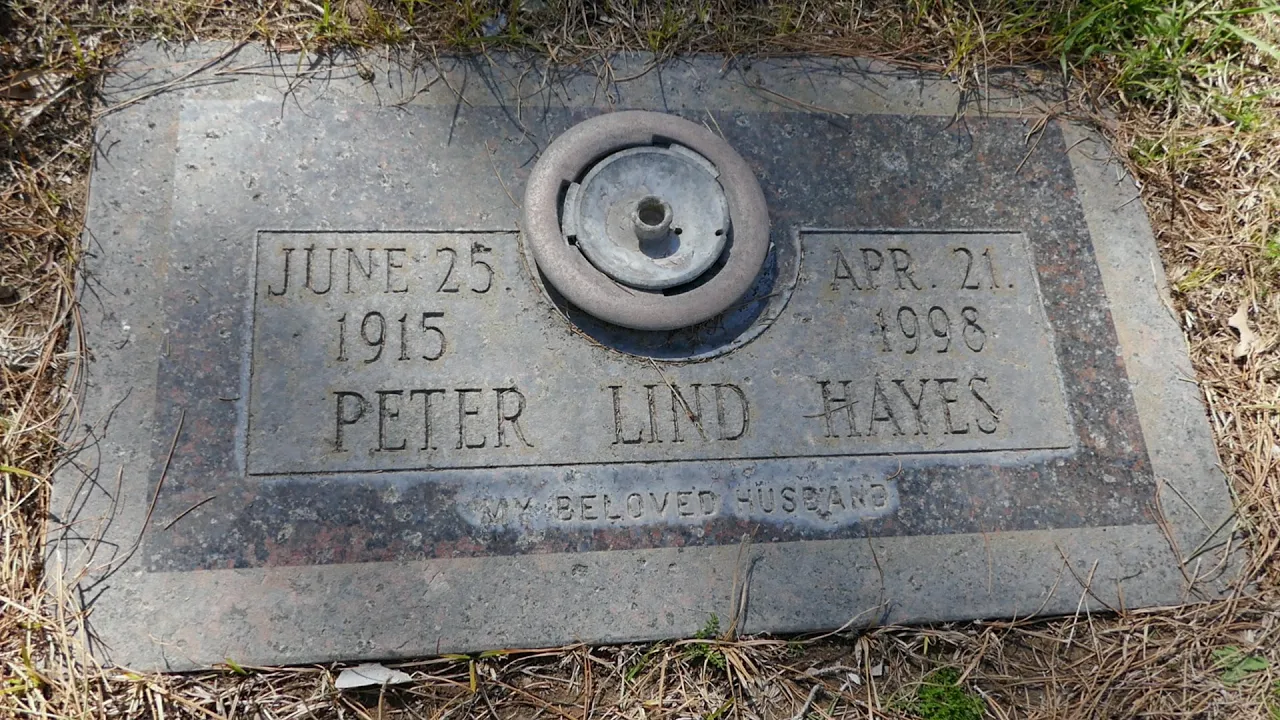 JUNE 25. APR. 21.
1915 1998
PETER LIND HAYES
MY BELOVED HUSBAND